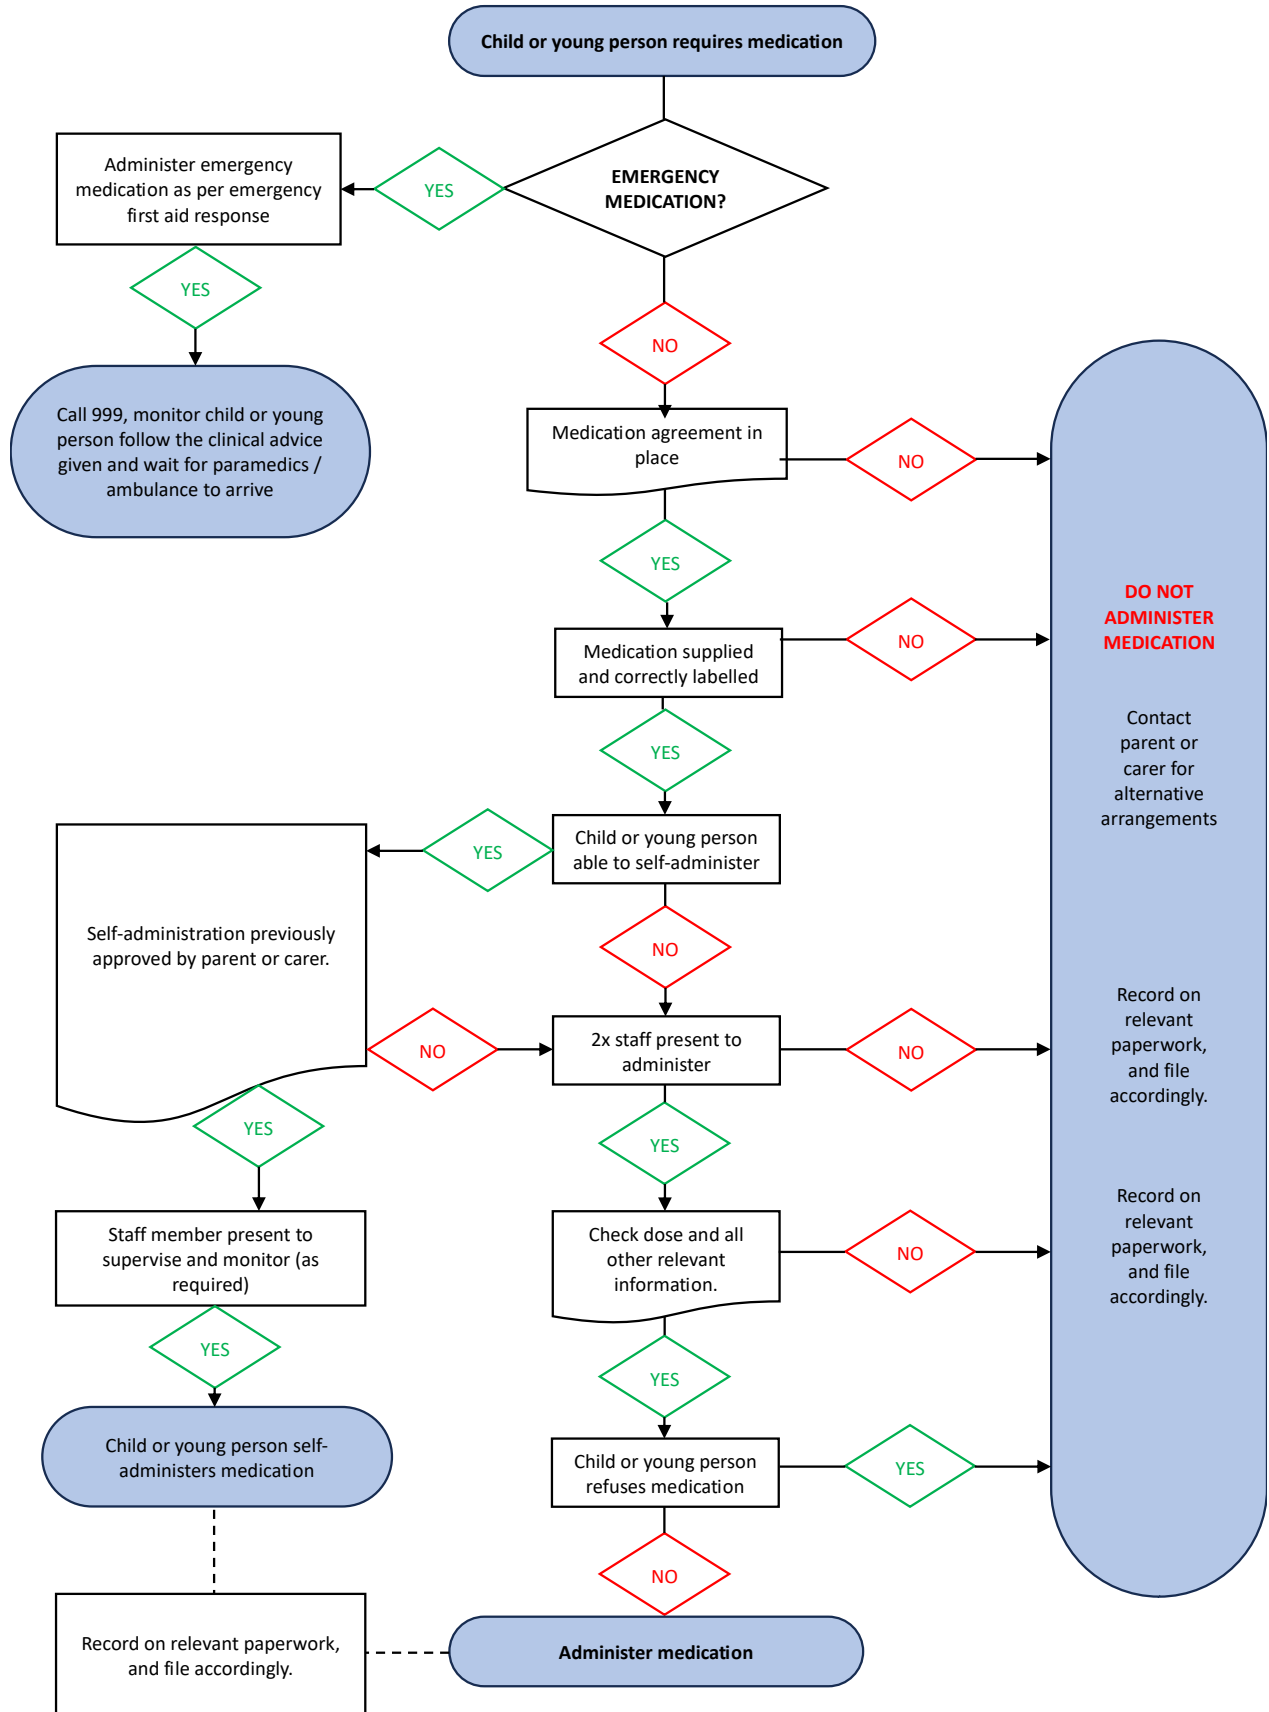 Child or young person requires medication
EMERGENCY
MEDICATION?
YES
Administer emergency
medication as per emergency
first aid response
YES
Call 999, monitor child or young
person follow the clinical advice
given and wait for paramedics /
ambulance to arrive
NO
Medication agreement in
place
NO
YES
Medication supplied
and correctly labelled
NO
YES
Child or young person
able to self-administer
YES
Self-administration previously
approved by parent or carer.
NO
NO
2x staff present to
administer
NO
YES
YES
Staff member present to
supervise and monitor (as
required)
Check dose and all
other relevant
information.
NO
YES
YES
Child or young person self-
administers medication
Child or young person
refuses medication
YES
NO
Record on relevant paperwork,
and file accordingly.
Administer medication
DO NOT
ADMINISTER
MEDICATION
Contact
parent or
carer for
alternative
arrangements
Record on
relevant
paperwork,
and file
accordingly.
Record on
relevant
paperwork,
and file
accordingly.